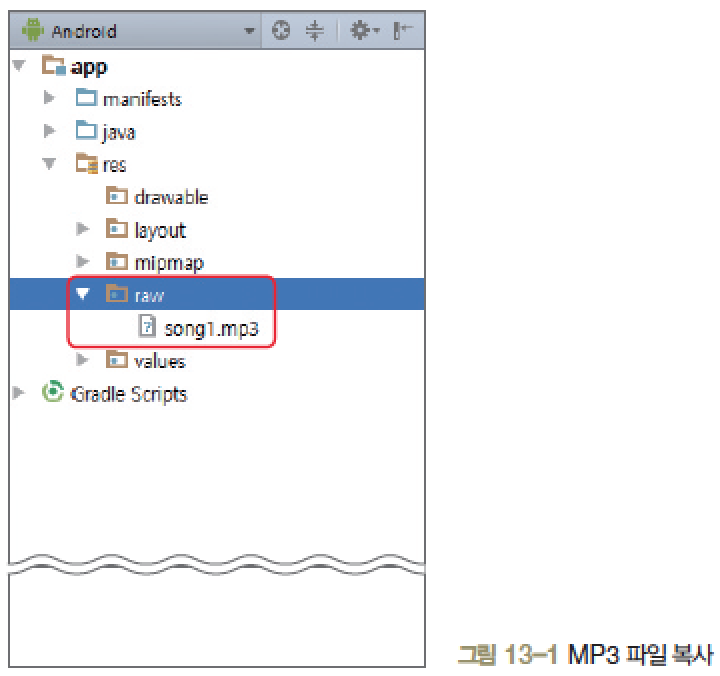 Android
app
manifests
java
res
drawable
layout
mipmap
raw
song1.mp3
values
Gradle Scripts
그림 13-1 MP3 파일 복사